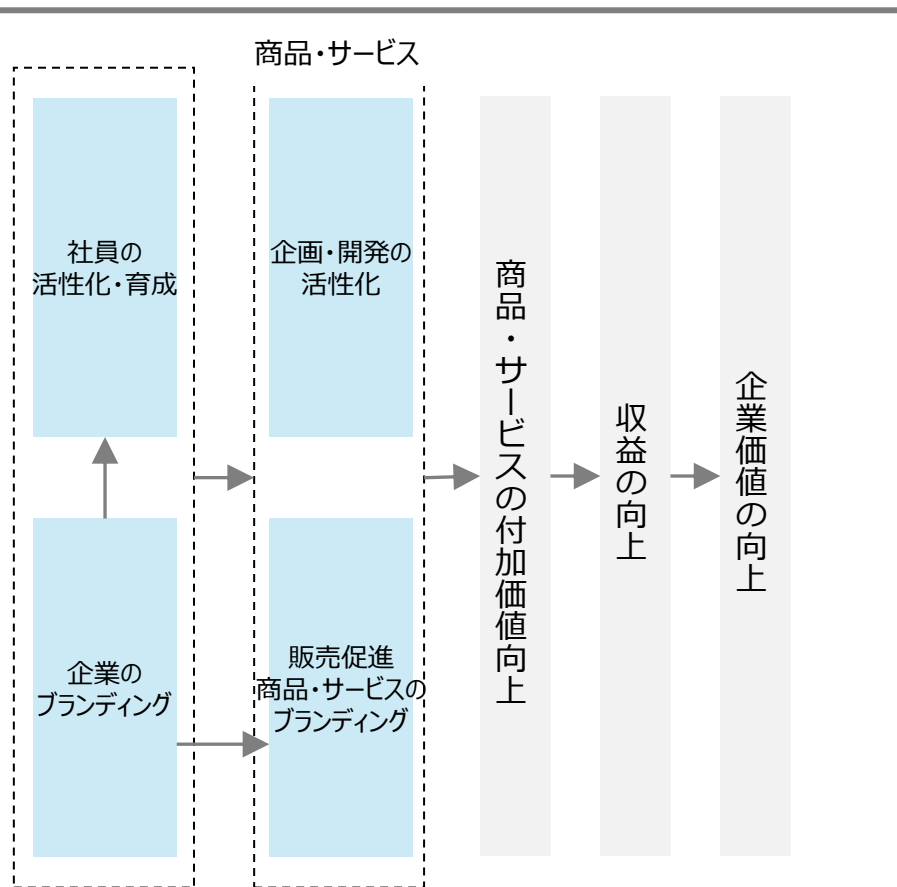 商品・サービス
社員の
活性化・育成
企画・開発の
活性化
企業の
ブランディング
販売促進
商品・サービスの
ブランディング
商品・サービスの付加価値向上
収益の向上
企業価値の向上